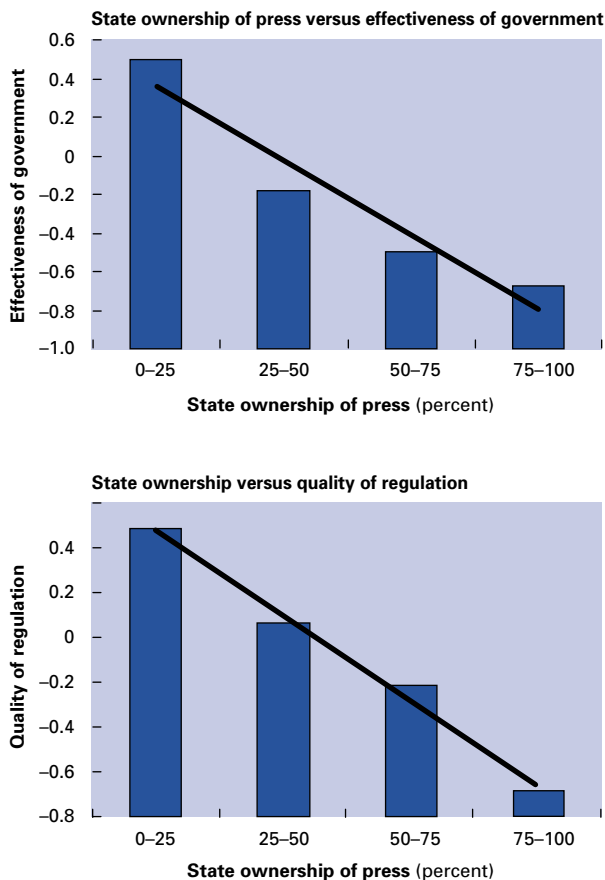 State ownership of press versus effectiveness of government
Effectiveness of government
0.6
0.4
0.2
0
–0.2
–0.4
–0.6
–0.8
–1.0
0–25 25–50 50–75 75–100
State ownership of press (percent)
State ownership versus quality of regulation
Quality of regulation
0.4
0.2
0
–0.2
–0.4
–0.6
–0.8
0–25 25–50 50–75 75–100
State ownership of press (percent)